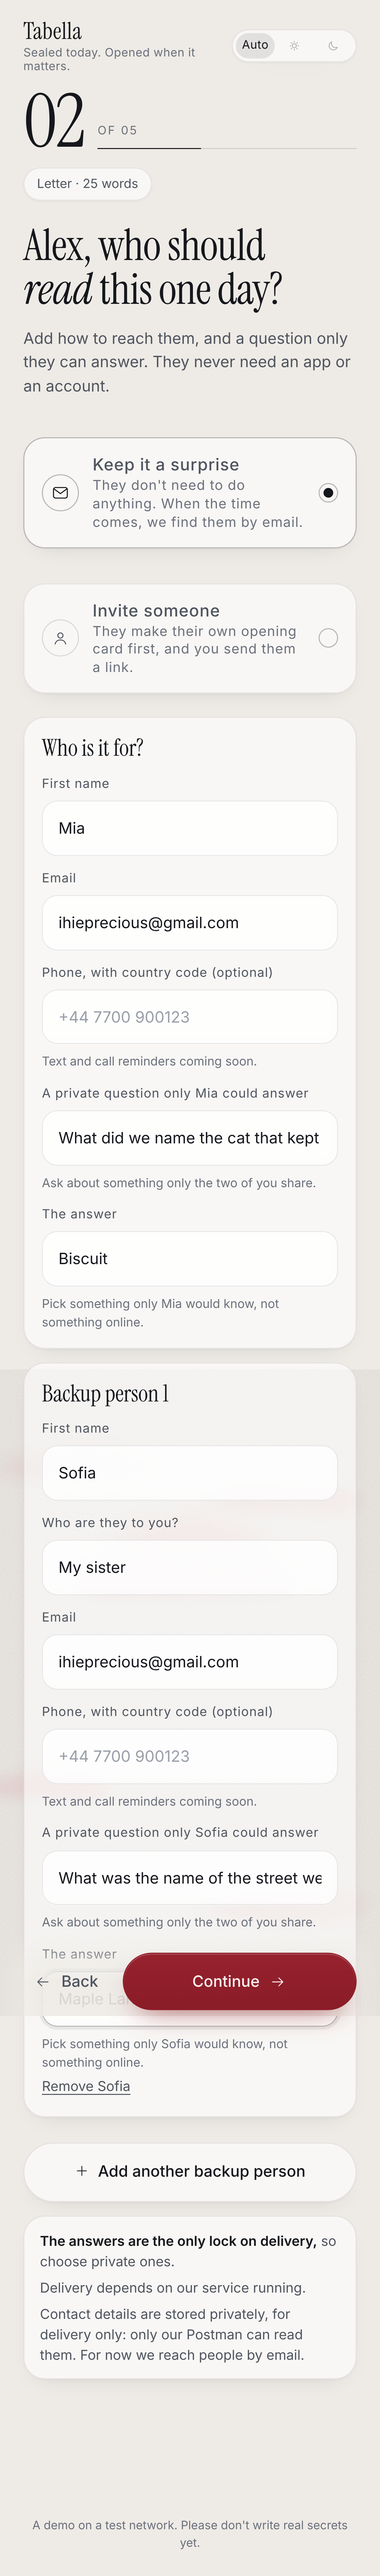 Tabella
Sealed today. Opened when it
matters.
Auto
02
OF 05
Letter · 25 words
Alex, who should
read this one day?
Add how to reach them, and a question only
they can answer. They never need an app or
an account.
Keep it a surprise
They don't need to do
anything. When the time
comes, we find them by email.
Invite someone
They make their own opening
card first, and you send them
a link.
Who is it for?
First name
Mia
Email
ihieprecious@gmail.com
Phone, with country code (optional)
+44 7700 900123
Text and call reminders coming soon.
A private question only Mia could answer
What did we name the cat that kept
Ask about something only the two of you share.
The answer
Biscuit
Pick something only Mia would know, not
something online.
Backup person 1
First name
Sofia
Who are they to you?
My sister
Email
ihieprecious@gmail.com
Phone, with country code (optional)
+44 7700 900123
Text and call reminders coming soon.
A private question only Sofia could answer
What was the name of the street we
Ask about something only the two of you share.
The answer
Back
Continue
Maple
Pick something only Sofia would know, not
something online.
Remove Sofia
Add another backup person
The answers are the only lock on delivery, so
choose private ones.
Delivery depends on our service running.
Contact details are stored privately, for
delivery only: only our Postman can read
them. For now we reach people by email.
A demo on a test network. Please don't write real secrets
yet.